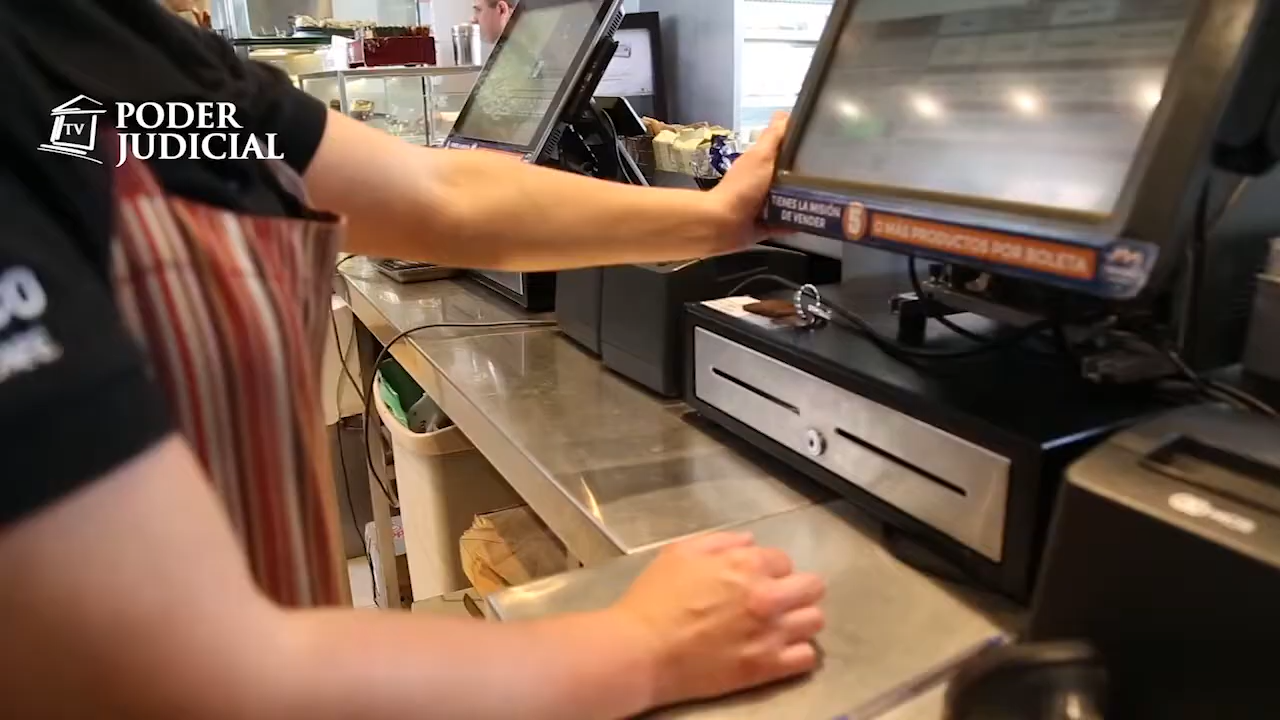 TV
PODER
JUDICIAL
TIENES LA MISIÓN
DE VENDER
5
O MÁS PRODUCTOS POR BOLETA